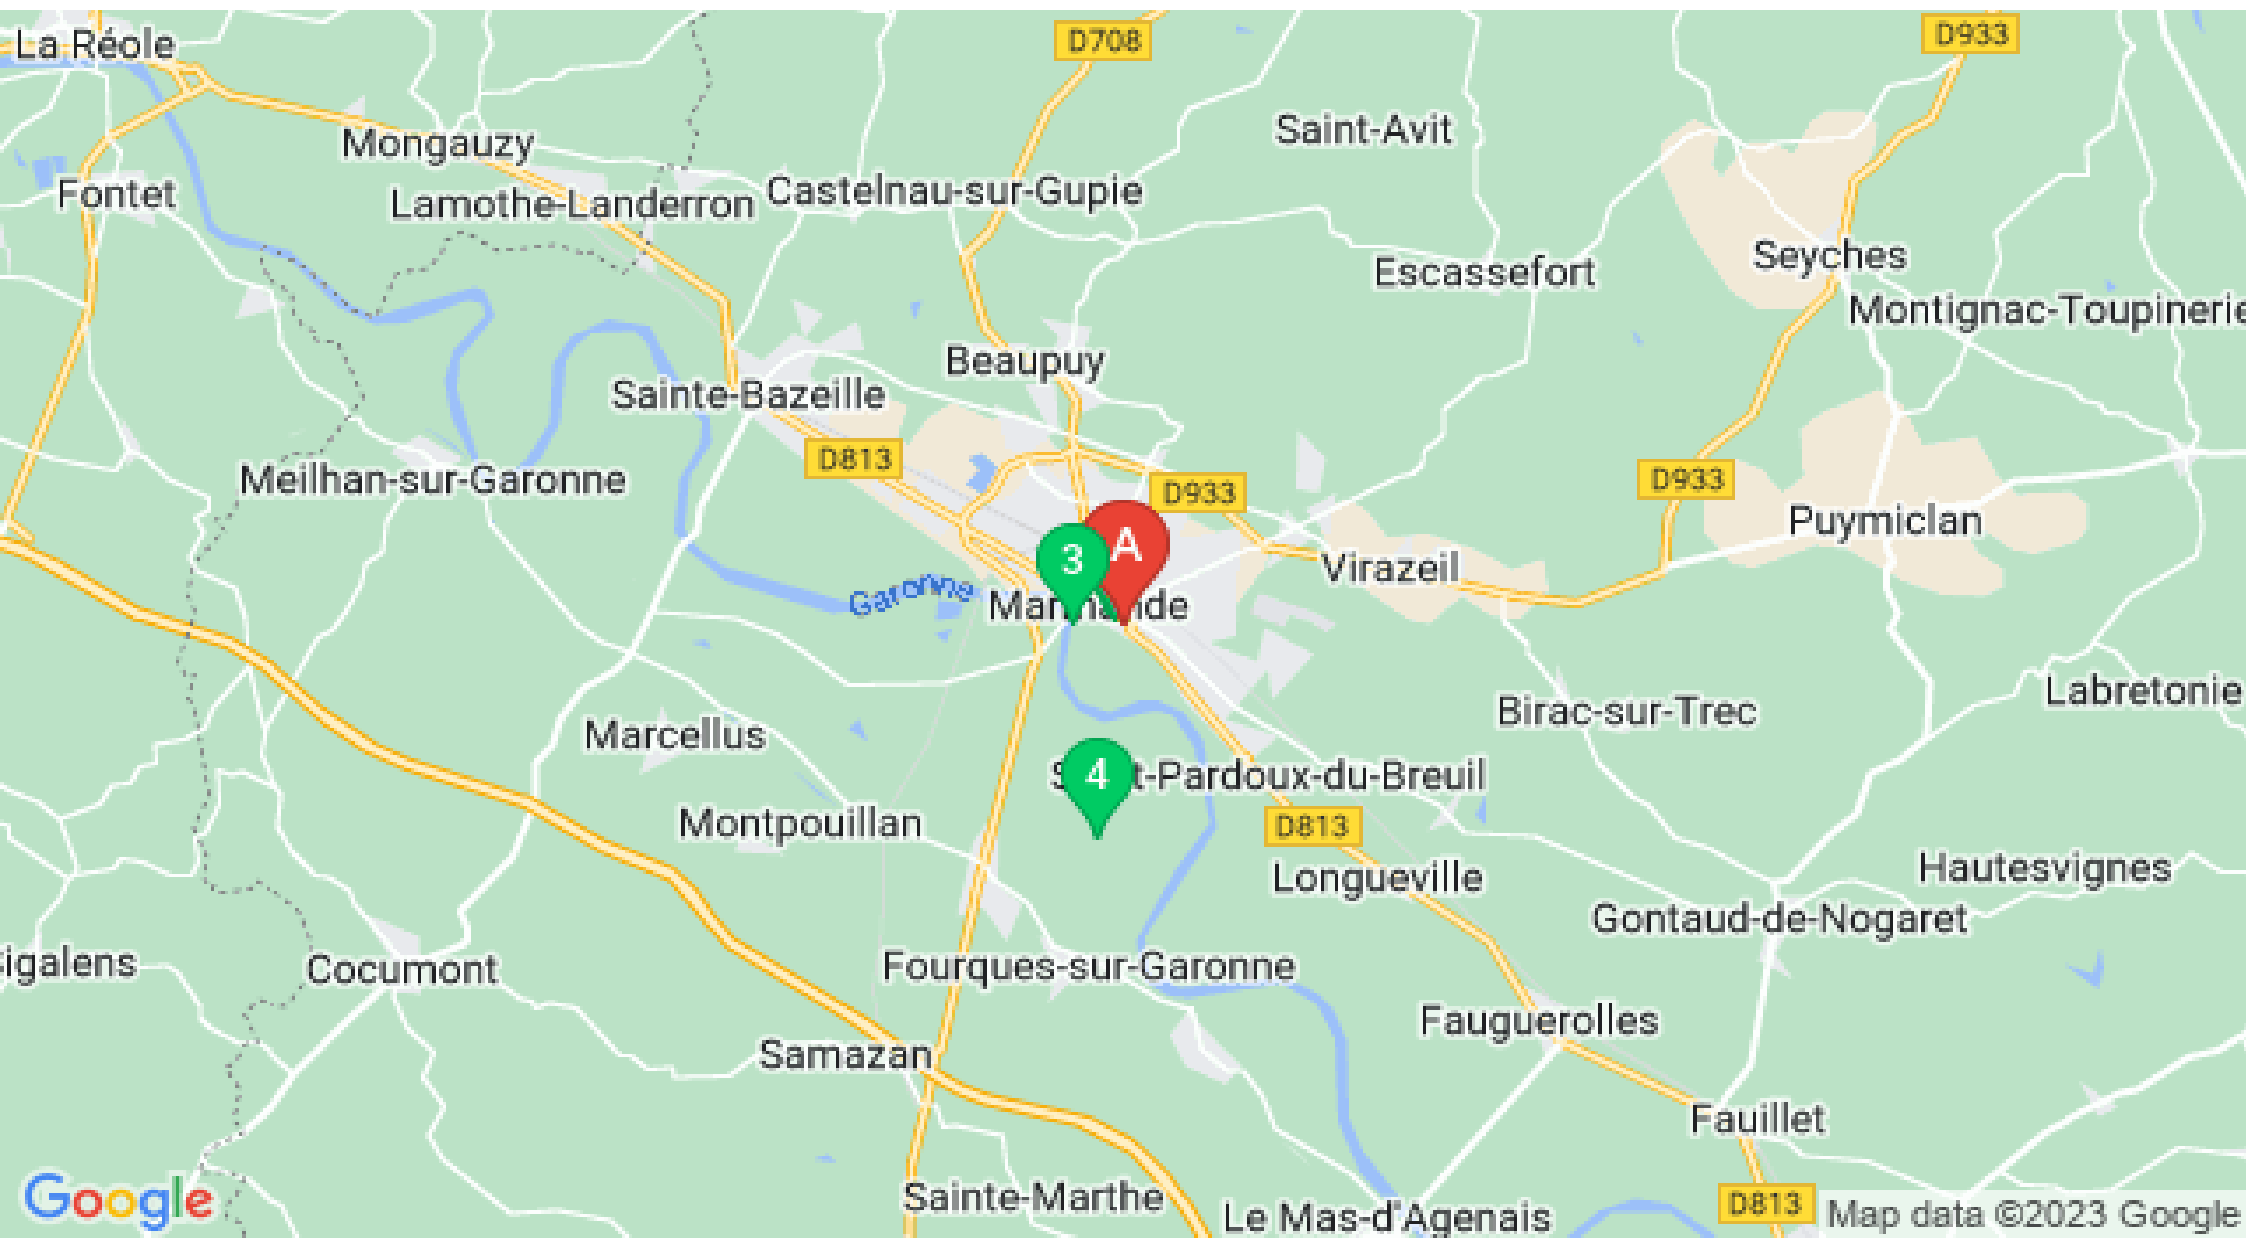 D708
D933
La Réole
Saint-Avit
Mongauzy
Fontet
Lamothe-Landerron
Castelnau-sur-Gupie
Seyches
Escassefort
Montignac-Toupinerie
Beaupuy
Sainte-Bazeille
D813
Meilhan-sur-Garonne
D933
D933
Puymiclan
A
3
Virazeil
Garonne
Birac-sur-Trec
Labretonie
Marcellus
4
t-Pardoux-du-Breuil
Montpouillan
D813
Hautesvignes
Longueville
Gontaud-de-Nogaret
igalens
Cocumont
Fourques-sur-Garonne
Fauguerolles
Samazan
Fauillet
Google
Sainte-Marthe
Le Mas-d'Agenais
D813
Map data ©2023 Google